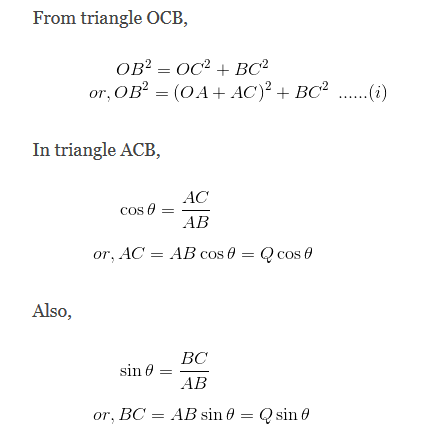 From triangle OCB,
OB² = OC² + BC²
or, OB² = (OA + AC)² + BC² ......(i)
In triangle ACB,
cos θ = AC/AB
or, AC = AB cos θ = Q cos θ
Also,
sin θ = BC/AB
or, BC = AB sin θ = Q sin θ